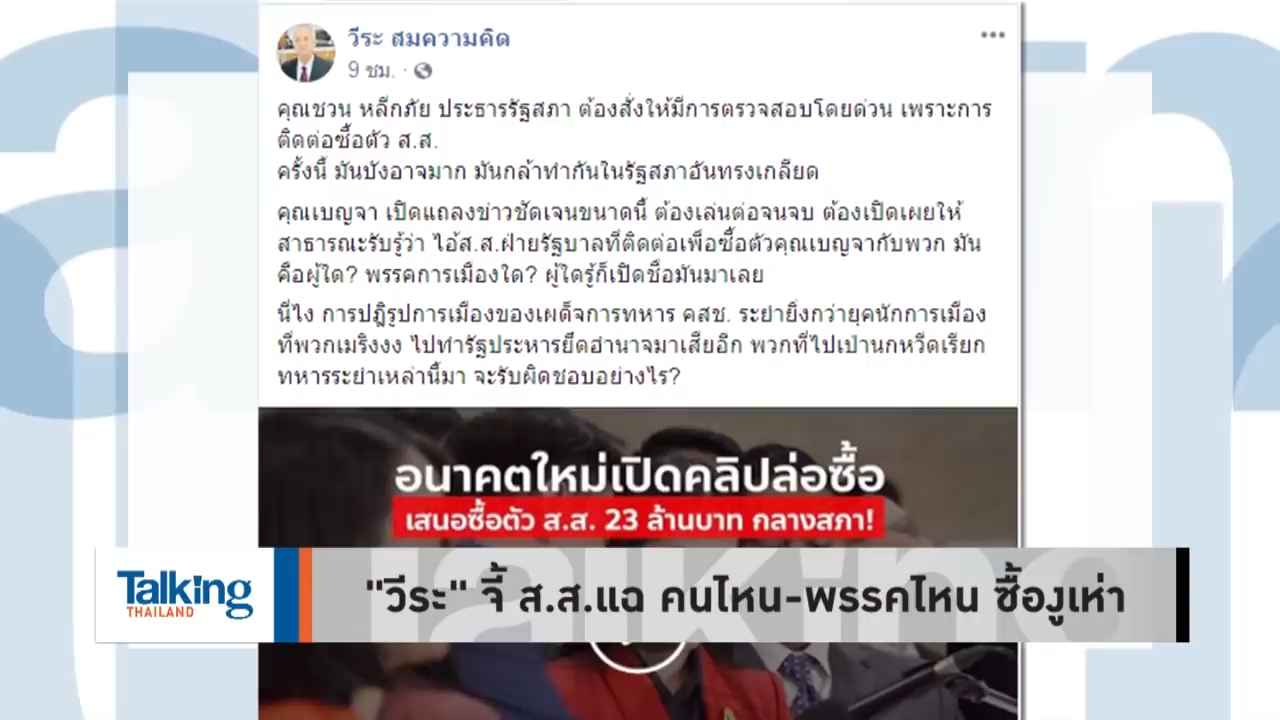 วีระ สมความคิด
9 ชม.
คุณชวน หลีกภัย ประธารรัฐสภา ต้องสั่งให้มีการตรวจสอบโดยด่วน เพราะการ
ติดต่อซื้อตัว ส.ส.
ครั้งนี้ มันบังอาจมาก มันกล้าทำกันในรัฐสภาอันทรงเกลียด
คุณเบญจา เปิดแถลงข่าวชัดเจนขนาดนี้ ต้องเล่นต่อจนจบ ต้องเปิดเผยให้
สาธารณะรับรู้ว่า ไอ้ส.ส.ฝ่ายรัฐบาลที่ติดต่อเพื่อซื้อตัวคุณเบญจากับพวก มัน
คือผู้ใด? พรรคการเมืองใด? ผู้ใดรู้ก็เปิดชื่อมันมาเลย
นี่ไง การปฏิรูปการเมืองของเผด็จการทหาร คสช. ระยำยิ่งกว่ายุคนักการเมือง
ที่พวกเมริงงง ไปทำรัฐประหารยึดอำนาจมาเสียอีก พวกที่ไปเป่านกหวีดเรียก
ทหารระยำเหล่านี้มา จะรับผิดชอบอย่างไร?
อนาคตใหม่เปิดคลิปล่อซื้อ
เสนอซื้อตัว ส.ส. 23 ล้านบาท กลางสภา!
Talking
THAILAND
"วีระ" จี้ ส.ส.แฉ คนไหน-พรรคไหน ซื้องูเห่า